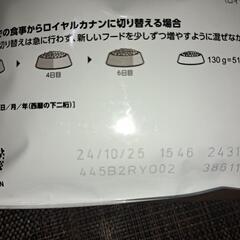 の食事からロイヤルカナンに切り替える場合
り替えは急に行わず、新しいフードを少しずつ増やすように混ぜなが
4日目
6日目
130g=51
日/月/年(西暦の下二桁)
24/10/25 15 46 2431
445B2RY002 38611
N